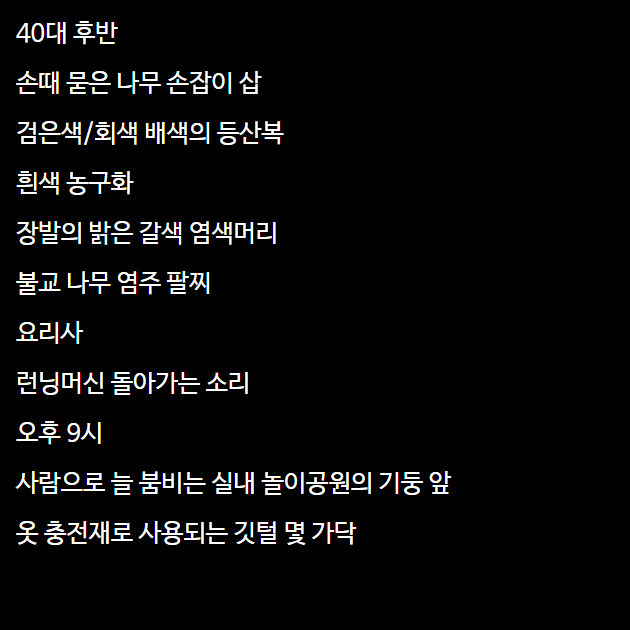 40대 후반
손때 묻은 나무 손잡이 삽
검은색/회색 배색의 등산복
흰색 농구화
장발의 밝은 갈색 염색머리
불교 나무 염주 팔찌
요리사
런닝머신 돌아가는 소리
오후 9시
사람으로 늘 붐비는 실내 놀이공원의 기둥 앞
옷 충전재로 사용되는 깃털 몇 가닥